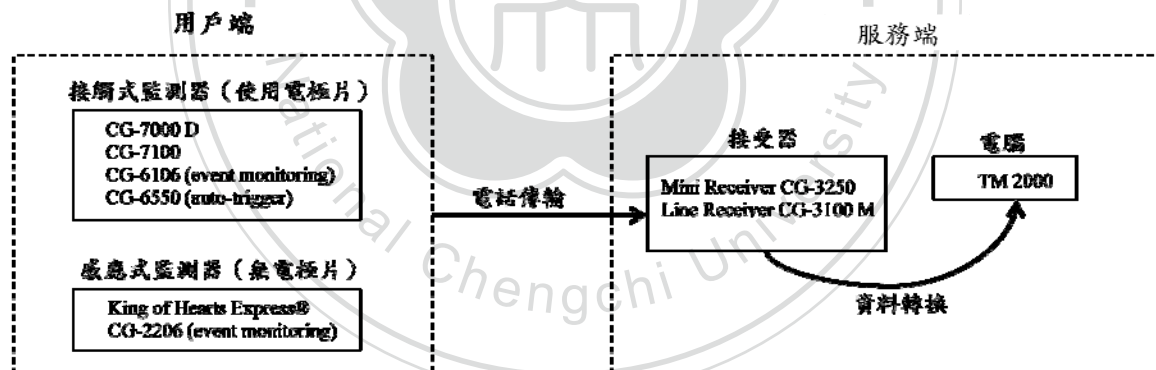 用戶端
接觸式監測器（使用電極片）
CG-7000 D
CG-7100
CG-6106 (event monitoring)
CG-6550 (auto-trigger)
感應式監測器（無電極片）
King of Hearts Express®
CG-2206 (event monitoring)
電話傳輸
服務端
接受器
Mini Receiver CG-3250
Line Receiver CG-3100 M
電腦
TM 2000
資料轉換
National Chengchi University